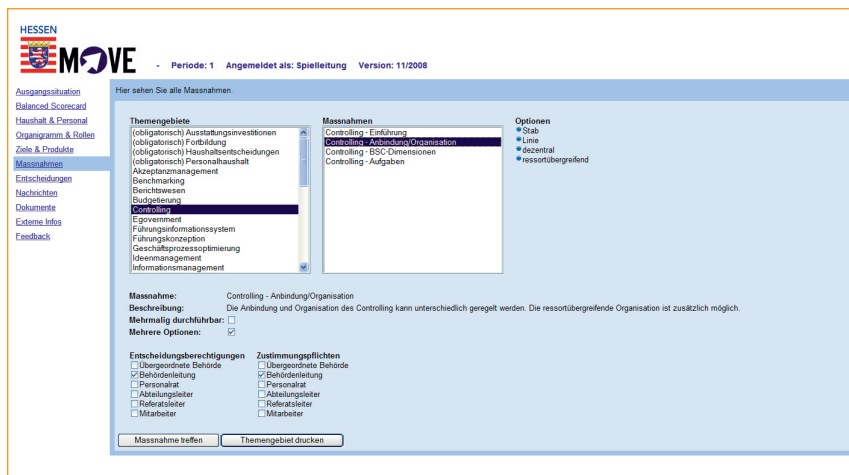 HESSEN
MOVE - Periode: 1 Angemeldet als: Spielleitung Version: 11/2008
Ausgangssituation
Balanced Scorecard
Haushalt & Personal
Organigramm & Rollen
Ziele & Produkte
Massnahmen
Entscheidungen
Nachrichten
Dokumente
Externe Infos
Feedback
Hier sehen Sie alle Massnahmen.
Themengebiete
(obligatorisch) Ausstattungsinvestitionen
(obligatorisch) Fortbildung
(obligatorisch) Haushaltsentscheidungen
(obligatorisch) Personalhaushalt
Akzeptanzmanagement
Benchmarking
Berichtswesen
Budgetierung
Controlling
Egovernment
Führungsinformationssystem
Führungskonzeption
Geschäftsprozessoptimierung
Ideenmanagement
Informationsmanagement
Massnahmen
Controlling - Einführung
Controlling - Anbindung/Organisation
Controlling - BSC-Dimensionen
Controlling - Aufgaben
Optionen
Stab
Linie
dezentral
ressortübergreifend
Massnahme: Controlling - Anbindung/Organisation
Beschreibung: Die Anbindung und Organisation des Controlling kann unterschiedlich geregelt werden. Die ressortübergreifende Organisation ist zusätzlich möglich.
Mehrmalig durchführbar:
Mehrere Optionen:
Entscheidungsberechtigungen
Übergeordnete Behörde
Behördenleitung
Personalrat
Abteilungsleiter
Referatsleiter
Mitarbeiter
Zustimmungspflichten
Übergeordnete Behörde
Behördenleitung
Personalrat
Abteilungsleiter
Referatsleiter
Mitarbeiter
Massnahme treffen Themengebiet drucken